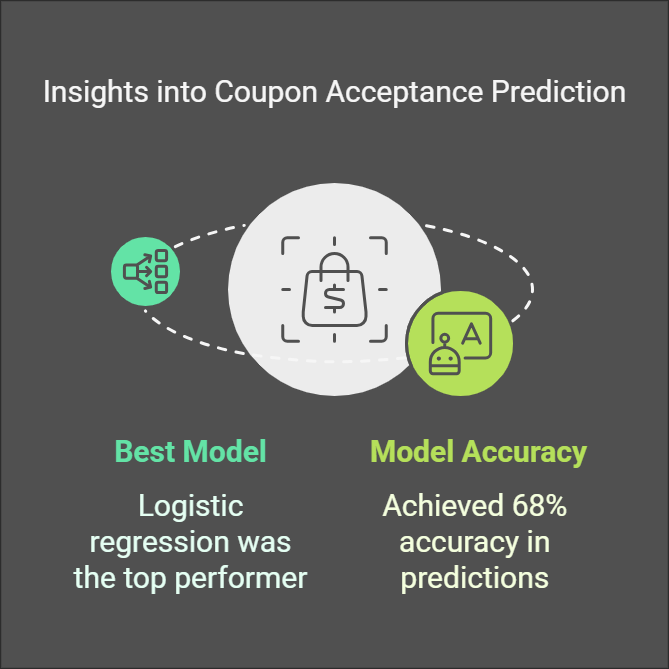 Insights into Coupon Acceptance Prediction
$
A
Best Model
Logistic
regression was
the top performer
Model Accuracy
Achieved 68%
accuracy in
predictions